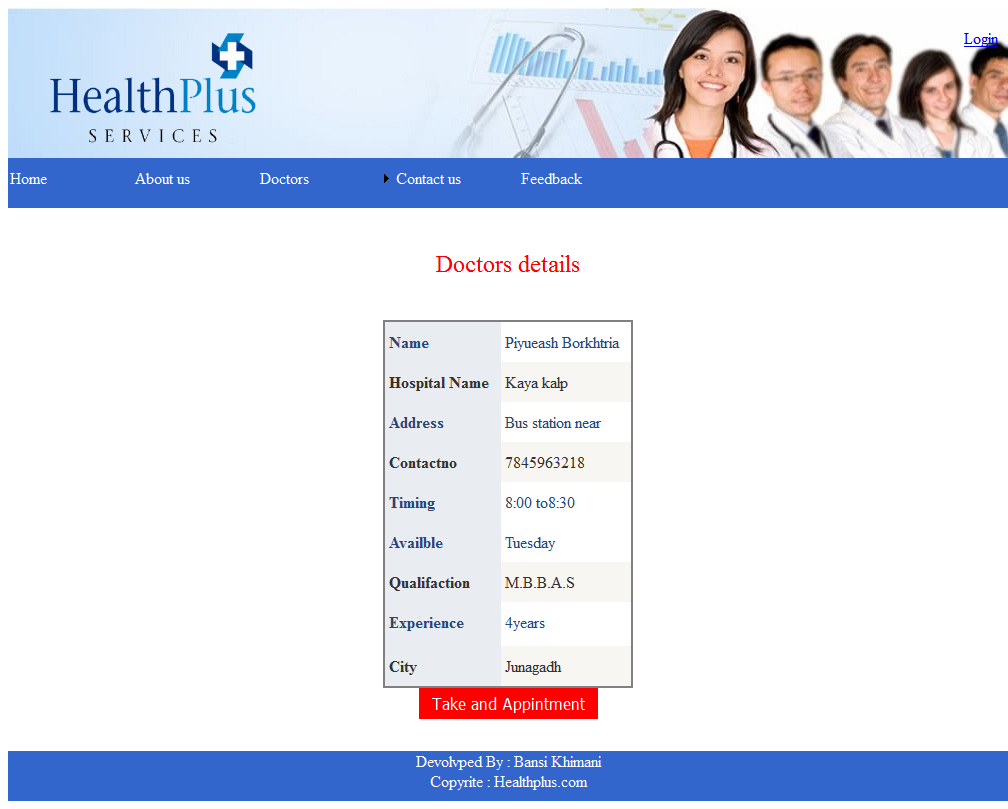 Login
HealthPlus
SERVICES
Home About us Doctors Contact us Feedback
Doctors details
Name Piyueash Borkhtria
Hospital Name Kaya kalp
Address Bus station near
Contactno 7845963218
Timing 8:00 to8:30
Availble Tuesday
Qualifaction M.B.B.A.S
Experience 4years
City Junagadh
Take and Appintment
Devolvped By : Bansi Khimani
Copyrite : Healthplus.com